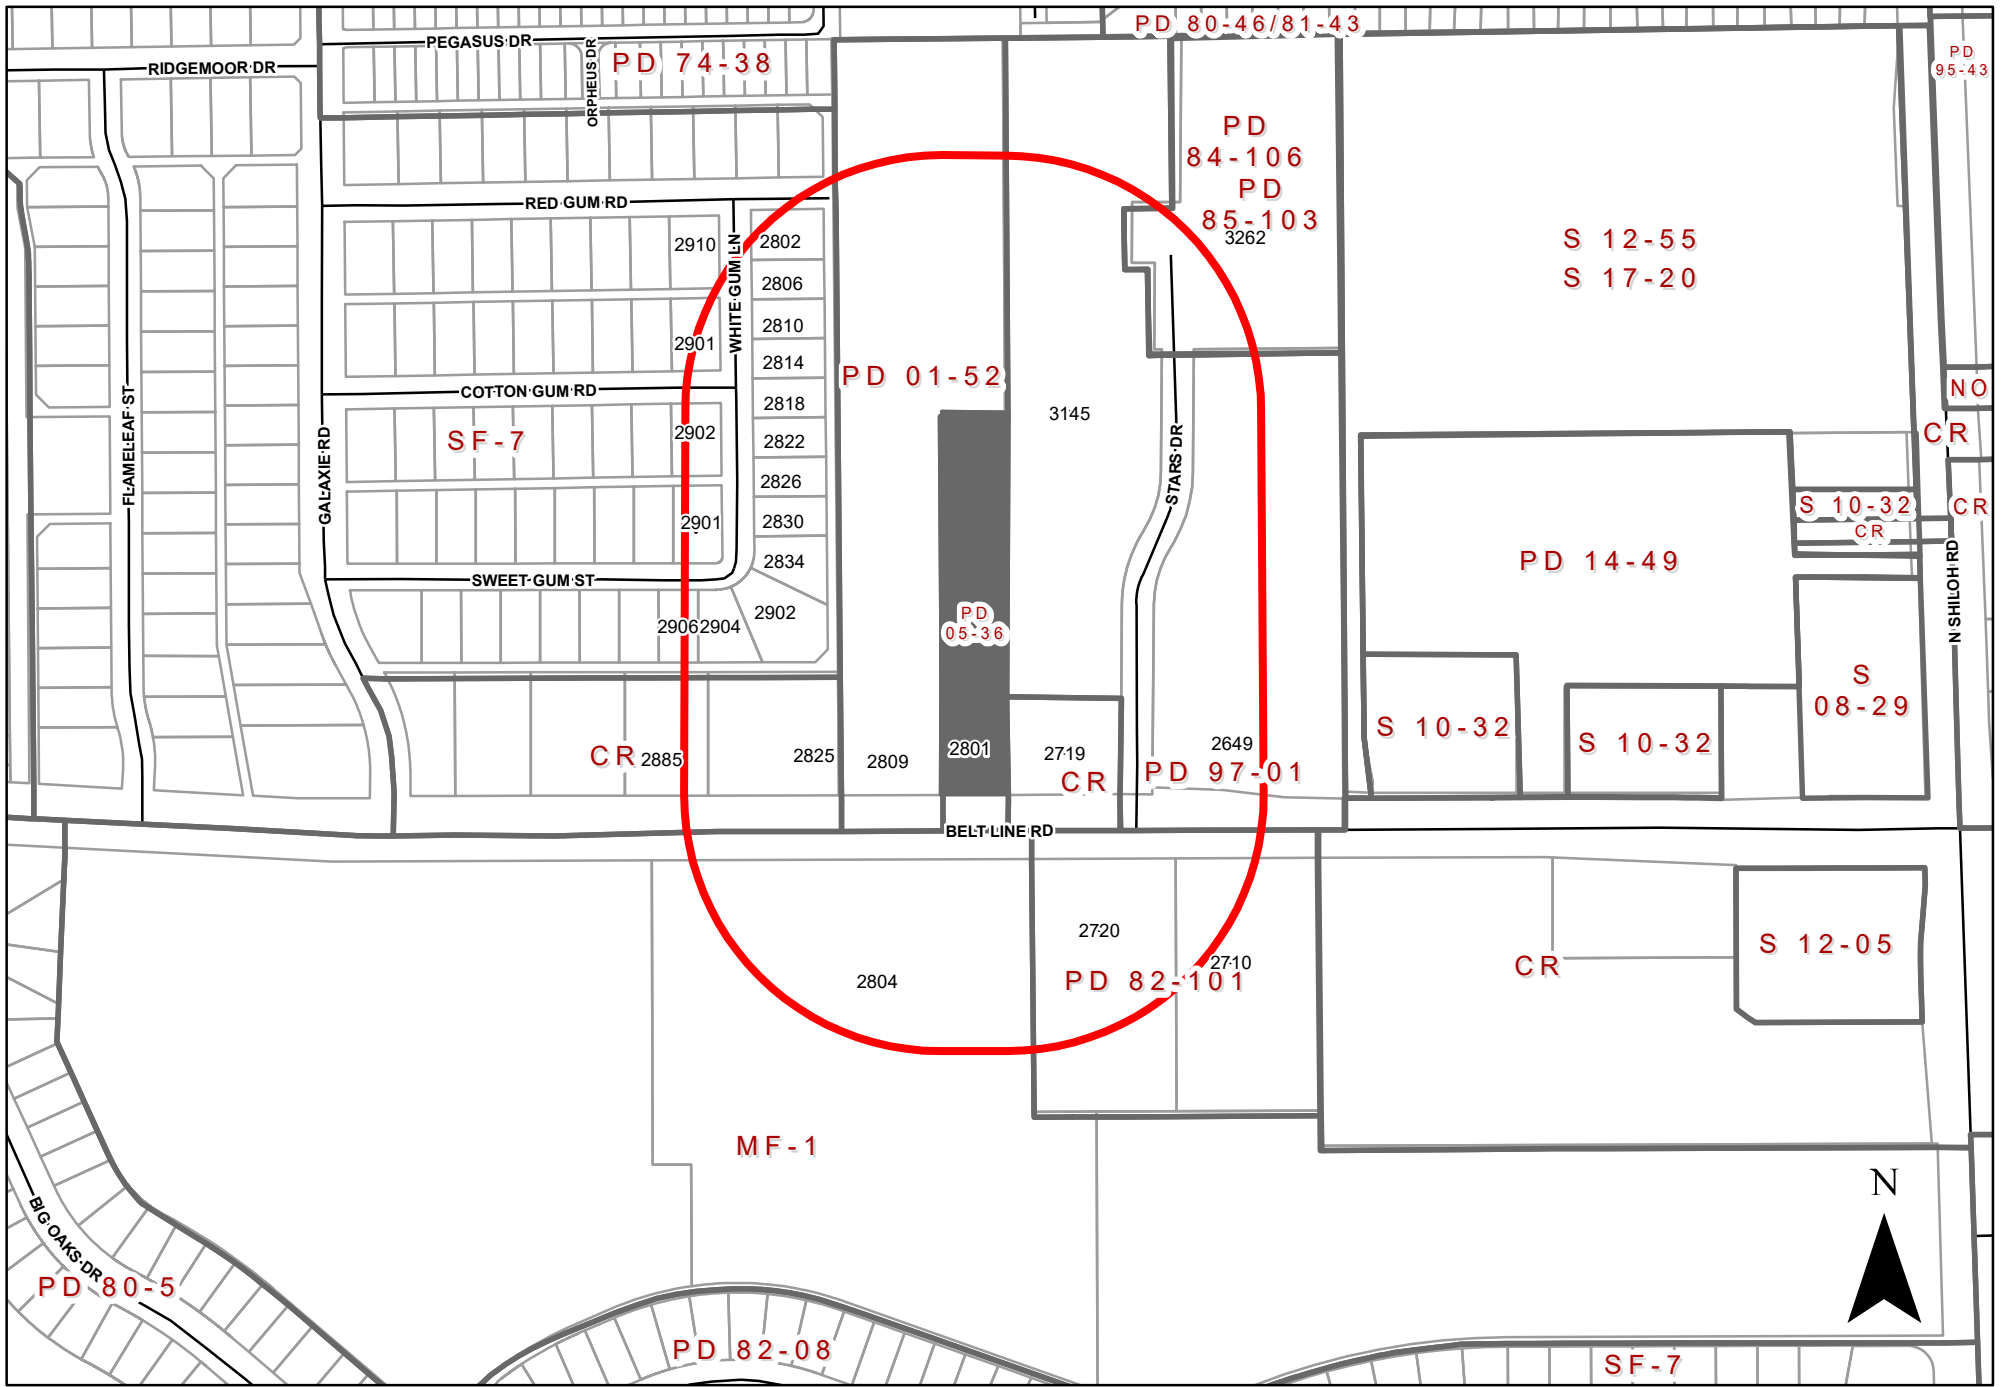 PD 80-46/81-43
PEGASUS DR
ORPHEUS DR
PD 74-38
RIDGEMOOR DR
PD
95-43
PD
84-106
PD
85-103
3262
RED GUM RD
WHITE GUM LN
2910
2802
2806
2810
2814
2818
2822
2826
2830
2834
2902
2901
2902
2901
2906
2904
S 12-55
S 17-20
PD 01-52
3145
COTTON GUM RD
FLAMELEAF ST
GALAXIE RD
SF-7
STARS DR
NO
CR
S 10-32
CR
CR
PD 14-49
N SHILOH RD
SWEET GUM ST
PD
05-36
S
08-29
S 10-32
S 10-32
CR
2885
2825
2809
2801
2719
CR
2649
PD 97-01
BELT LINE RD
2720
2710
PD 82-101
2804
CR
S 12-05
MF-1
N
BIG OAKS DR
PD 80-5
PD 82-08
SF-7